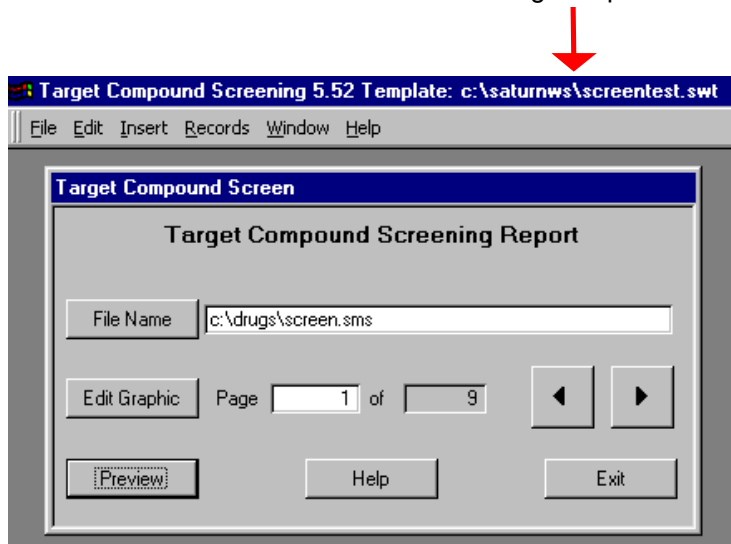 Target Compound Screening 5.52 Template: c:\saturnws\screentest.swt
File Edit Insert Records Window Help
Target Compound Screen
Target Compound Screening Report
File Name c:\drugs\screen.sms
Edit Graphic Page 1 of 9
Preview Help Exit